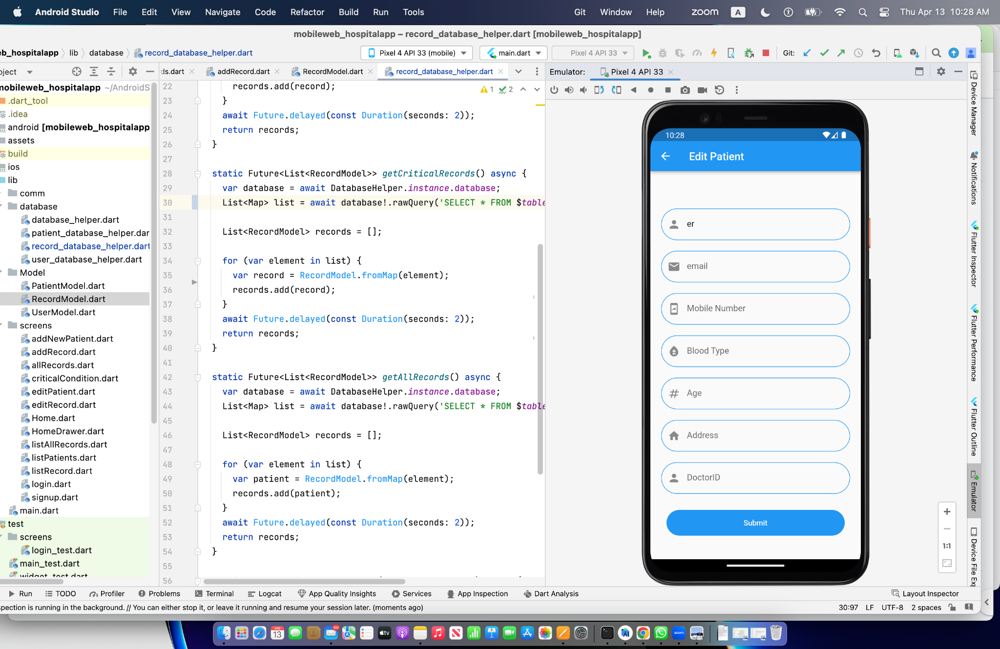 Android Studio File Edit View Navigate Code Refactor Build Run Tools Git Window Help zoom A Thu Apr 13 10:28 AM
mobileweb_hospitalapp – record_database_helper.dart [mobileweb_hospitalapp]
eb_hospitalapp lib database record_database_helper.dart Pixel 4 API 33 (mobile) main.dart Pixel 4 API 33 Git:
oject ds.dart addRecord.dart RecordModel.dart record_database_helper.dart Emulator: Pixel 4 API 33
mobileweb_hospitalapp ~/AndroidS
.dart_tool
.idea
android [mobileweb_hospitalapp
assets
build
ios
lib
comm
database
database_helper.dart
patient_database_helper.dar
record_database_helper.dart
user_database_helper.dart
Model
PatientModel.dart
RecordModel.dart
UserModel.dart
screens
addNewPatient.dart
addRecord.dart
allRecords.dart
criticalCondition.dart
editPatient.dart
editRecord.dart
Home.dart
HomeDrawer.dart
listAllRecords.dart
listPatients.dart
listRecord.dart
login.dart
signup.dart
main.dart
test
screens
login_test.dart
main_test.dart
widget_test.dart
1 2
22 records.add(record);
23 }
24 await Future.delayed(const Duration(seconds: 2));
25 return records;
26 }
27
28 static Future<List<RecordModel>> getCriticalRecords() async {
29 var database = await DatabaseHelper.instance.database;
30 List<Map> list = await database!.rawQuery('SELECT * FROM $table
31
32 List<RecordModel> records = [];
33
34 for (var element in list) {
35 var record = RecordModel.fromMap(element);
36 records.add(record);
37 }
38 await Future.delayed(const Duration(seconds: 2));
39 return records;
40 }
41
42 static Future<List<RecordModel>> getAllRecords() async {
43 var database = await DatabaseHelper.instance.database;
44 List<Map> list = await database!.rawQuery('SELECT * FROM $table
45
46 List<RecordModel> records = [];
47
48 for (var element in list) {
49 var patient = RecordModel.fromMap(element);
50 records.add(patient);
51 }
52 await Future.delayed(const Duration(seconds: 2));
53 return records;
54 }
55
56
10:28
Edit Patient
er
email
Mobile Number
Blood Type
Age
Address
DoctorID
Submit
1:1
Device Manager
Notifications
Flutter Inspector
Flutter Performance
Flutter Outline
Emulator
Device File Ex
Run TODO Profiler Problems Terminal Logcat App Quality Insights Services App Inspection Dart Analysis Layout Inspector
spection is running in the background. // You can either stop it, or leave it running and resume your session later. (moments ago) 30:97 LF UTF-8 2 spaces
APR
13
100
tv
zoom